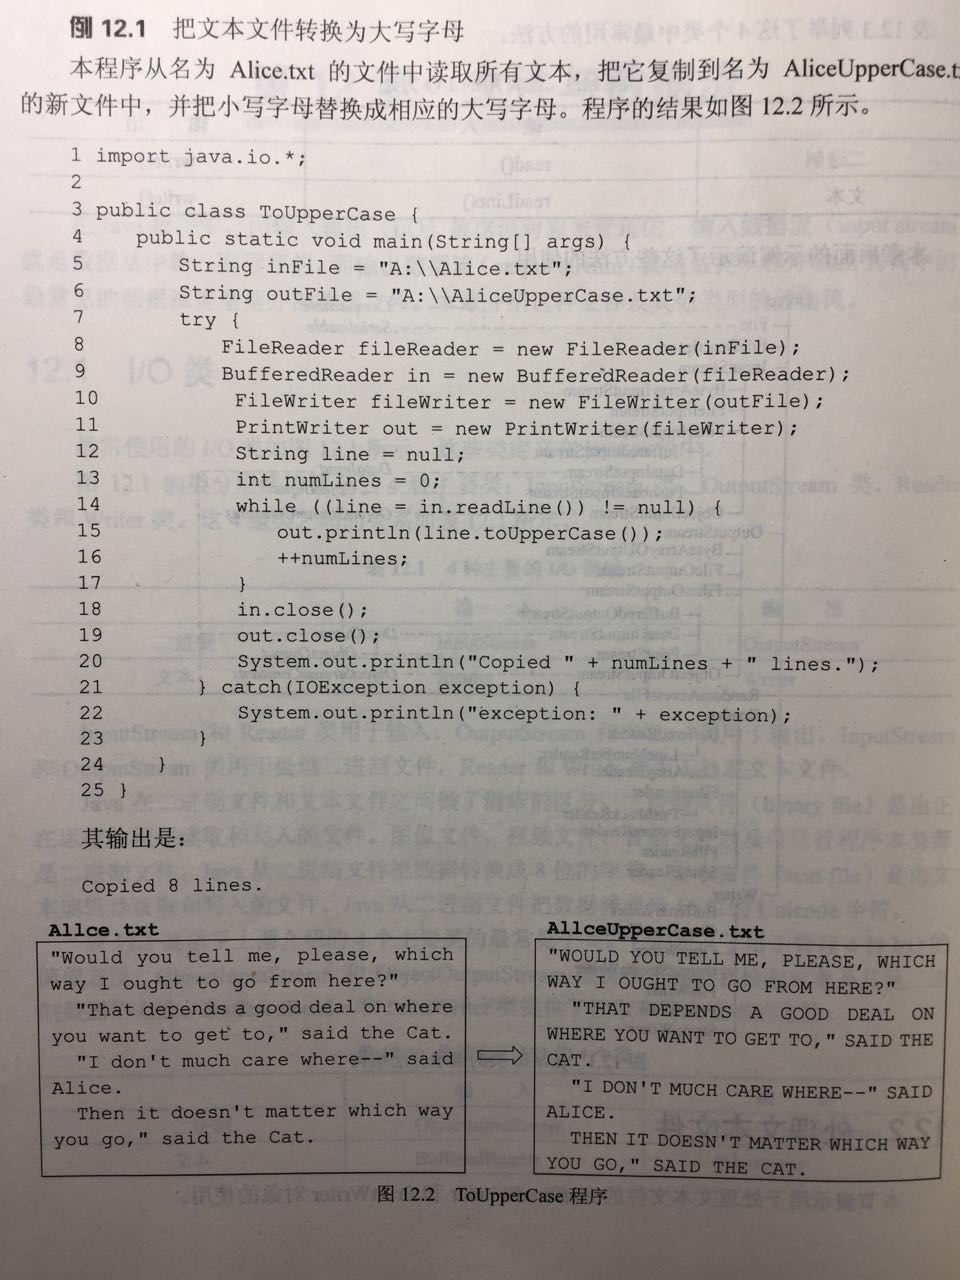 例 12.1 把文本文件转换为大写字母
本程序从名为 Alice.txt 的文件中读取所有文本，把它复制到名为 AliceUpperCase.t
的新文件中，并把小写字母替换成相应的大写字母。程序的结果如图 12.2 所示。
1 import java.io.*;
2
3 public class ToUpperCase {
4 public static void main(String[] args) {
5 String inFile = "A:\\Alice.txt";
6 String outFile = "A:\\AliceUpperCase.txt";
7 try {
8 FileReader fileReader = new FileReader(inFile);
9 BufferedReader in = new BufferedReader(fileReader);
10 FileWriter fileWriter = new FileWriter(outFile);
11 PrintWriter out = new PrintWriter(fileWriter);
12 String line = null;
13 int numLines = 0;
14 while ((line = in.readLine()) != null) {
15 out.println(line.toUpperCase());
16 ++numLines;
17 }
18 in.close();
19 out.close();
20 System.out.println("Copied " + numLines + " lines.");
21 } catch(IOException exception) {
22 System.out.println("exception: " + exception);
23 }
24 }
25 }
其输出是：
Copied 8 lines.
Allce.txt
"Would you tell me, please, which
way I ought to go from here?"
"That depends a good deal on where
you want to get to," said the Cat.
"I don't much care where--" said
Alice.
Then it doesn't matter which way
you go," said the Cat.
AllceUpperCase.txt
"WOULD YOU TELL ME, PLEASE, WHICH
WAY I OUGHT TO GO FROM HERE?"
"THAT DEPENDS A GOOD DEAL ON
WHERE YOU WANT TO GET TO," SAID THE
CAT.
"I DON'T MUCH CARE WHERE--" SAID
ALICE.
THEN IT DOESN'T MATTER WHICH WAY
YOU GO," SAID THE CAT.
图 12.2 ToUpperCase 程序